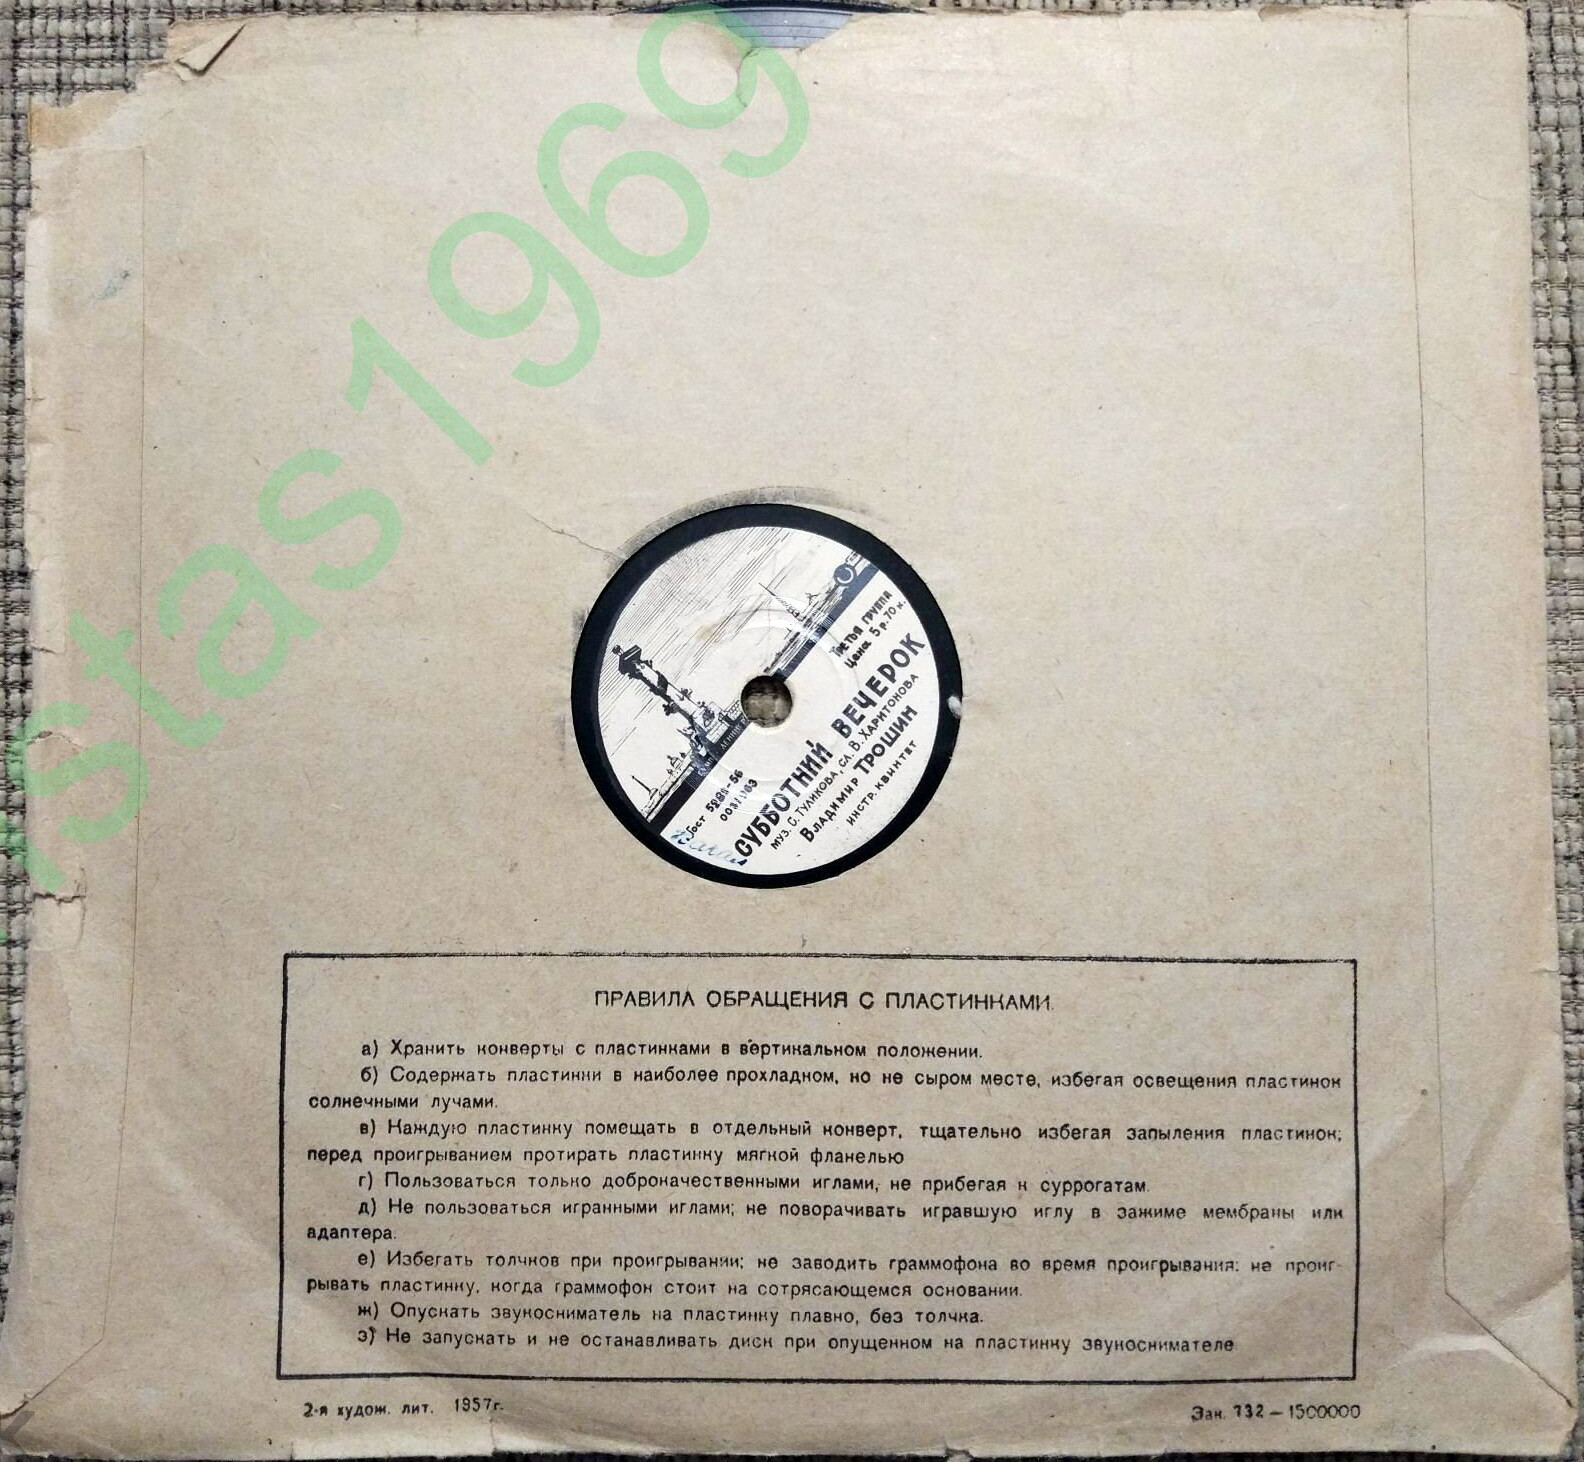 stas1969
Третья группа
Цена 5 р. 70 к.
Гост 5289-56
СУББОТНИЙ ВЕЧЕРОК
муз. С. Туликова, сл. В. Харитонова
Владимир ТРОШИН
инстр. квинтет
ПРАВИЛА ОБРАЩЕНИЯ С ПЛАСТИНКАМИ
а) Хранить конверты с пластинками в вертикальном положении.
б) Содержать пластинки в наиболее прохладном, но не сыром месте, избегая освещения пластинок
солнечными лучами.
в) Каждую пластинку помещать в отдельный конверт, тщательно избегая запыления пластинок;
перед проигрыванием протирать пластинку мягкой фланелью
г) Пользоваться только доброкачественными иглами, не прибегая к суррогатам.
д) Не пользоваться игранными иглами; не поворачивать игравшую иглу в зажиме мембраны или
адаптера.
е) Избегать толчков при проигрывании; не заводить граммофона во время проигрывания; не проиг-
рывать пластинку, когда граммофон стоит на сотрясающемся основании.
ж) Опускать звукосниматель на пластинку плавно, без толчка.
з) Не запускать и не останавливать диск при опущенном на пластинку звукоснимателе
2-я худож. лит. 1957г.
Зак. 732 — 1500000